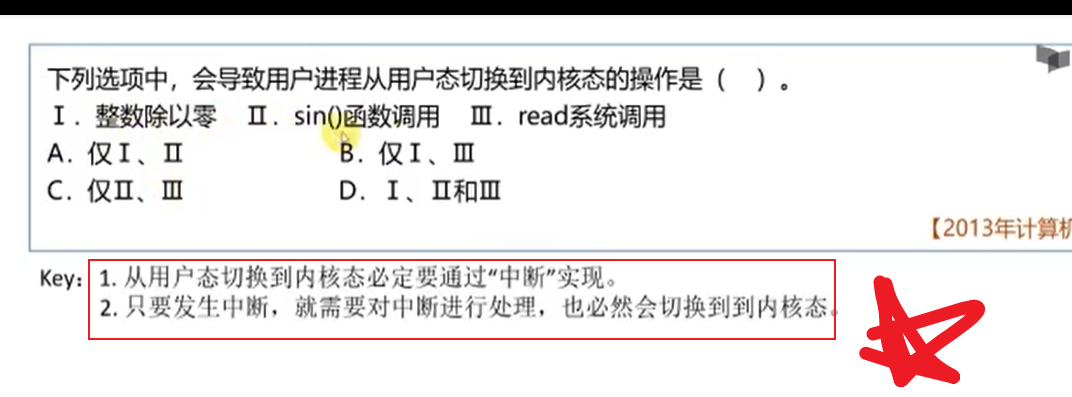 下列选项中，会导致用户进程从用户态切换到内核态的操作是（ ）。
Ⅰ．整数除以零 Ⅱ．sin()函数调用 Ⅲ．read系统调用
A．仅Ⅰ、Ⅱ B．仅Ⅰ、Ⅲ
C．仅Ⅱ、Ⅲ D．Ⅰ、Ⅱ和Ⅲ
【2013年计算机
Key：1. 从用户态切换到内核态必定要通过“中断”实现。
2. 只要发生中断，就需要对中断进行处理，也必然会切换到到内核态。